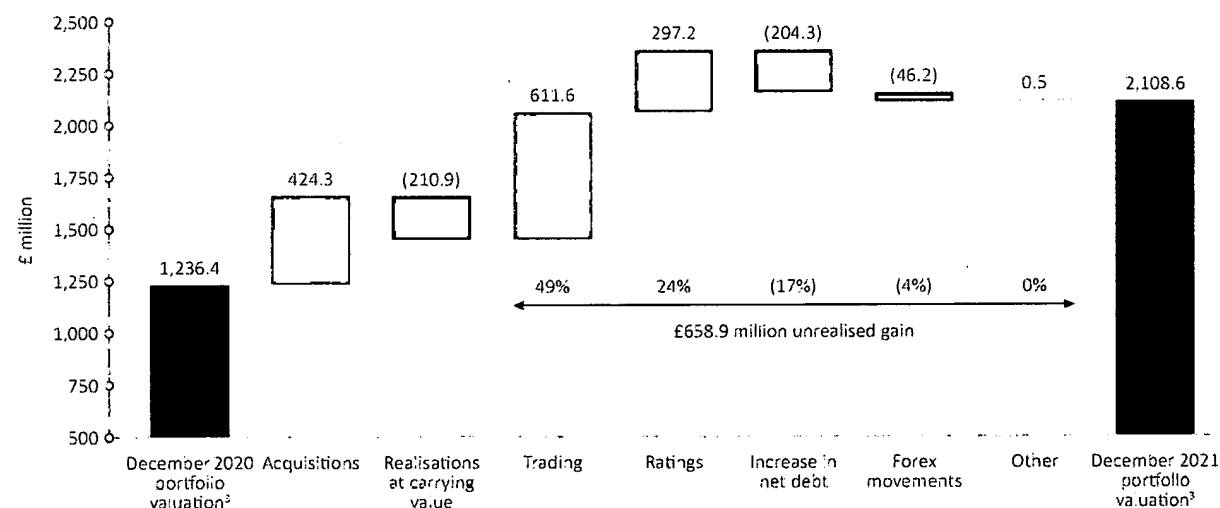 £ million
2,500
2,250
2,000
1,750
1,500
1,250
1,000
750
500
1,236.4
424.3
(210.9)
611.6
297.2
(204.3)
(46.2)
0.5
2,108.6
49% 24% (17%) (4%) 0%
£658.9 million unrealised gain
December 2020
portfolio
valuation³
Acquisitions
Realisations
at carrying
value
Trading
Ratings
Increase in
net debt
Forex
movements
Other
December 2021
portfolio
valuation³